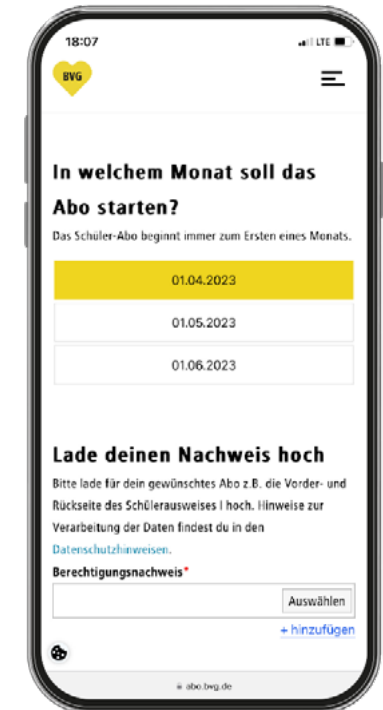 18:07
LTE
BVG
In welchem Monat soll das
Abo starten?
Das Schüler-Abo beginnt immer zum Ersten eines Monats.
01.04.2023
01.05.2023
01.06.2023
Lade deinen Nachweis hoch
Bitte lade für dein gewünschtes Abo z.B. die Vorder- und
Rückseite des Schülerausweises I hoch. Hinweise zur
Verarbeitung der Daten findest du in den
Datenschutzhinweisen.
Berechtigungsnachweis*
Auswählen
+ hinzufügen
abo.bvg.de